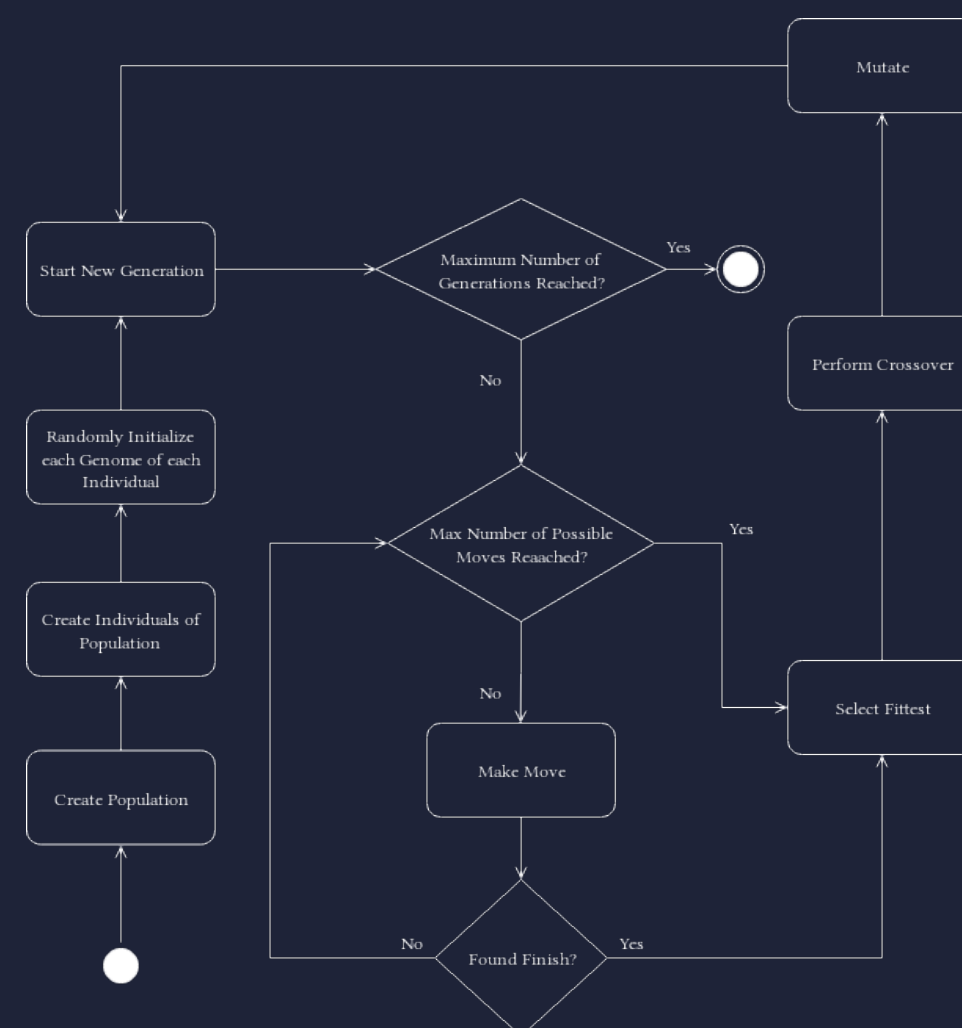 Mutate
Start New Generation
Maximum Number of
Generations Reached?
Yes
No
Perform Crossover
Randomly Initialize
each Genome of each
Individual
Max Number of Possible
Moves Reaached?
Yes
No
Create Individuals of
Population
Select Fittest
Make Move
Create Population
No
Found Finish?
Yes